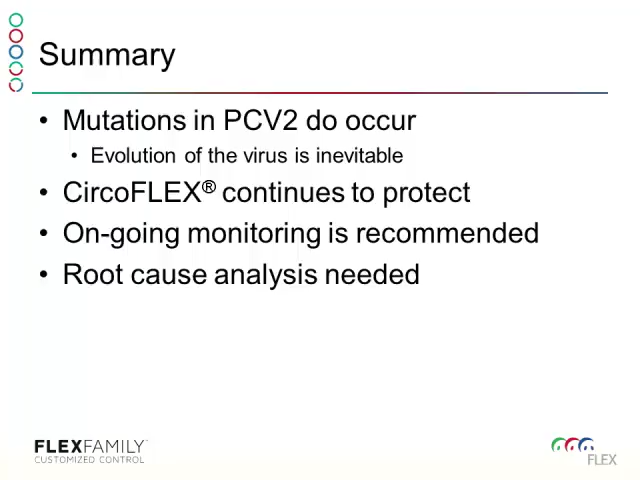 Summary
• Mutations in PCV2 do occur
• Evolution of the virus is inevitable
• CircoFLEX® continues to protect
• On-going monitoring is recommended
• Root cause analysis needed
FLEXFAMILY™
CUSTOMIZED CONTROL
FLEX